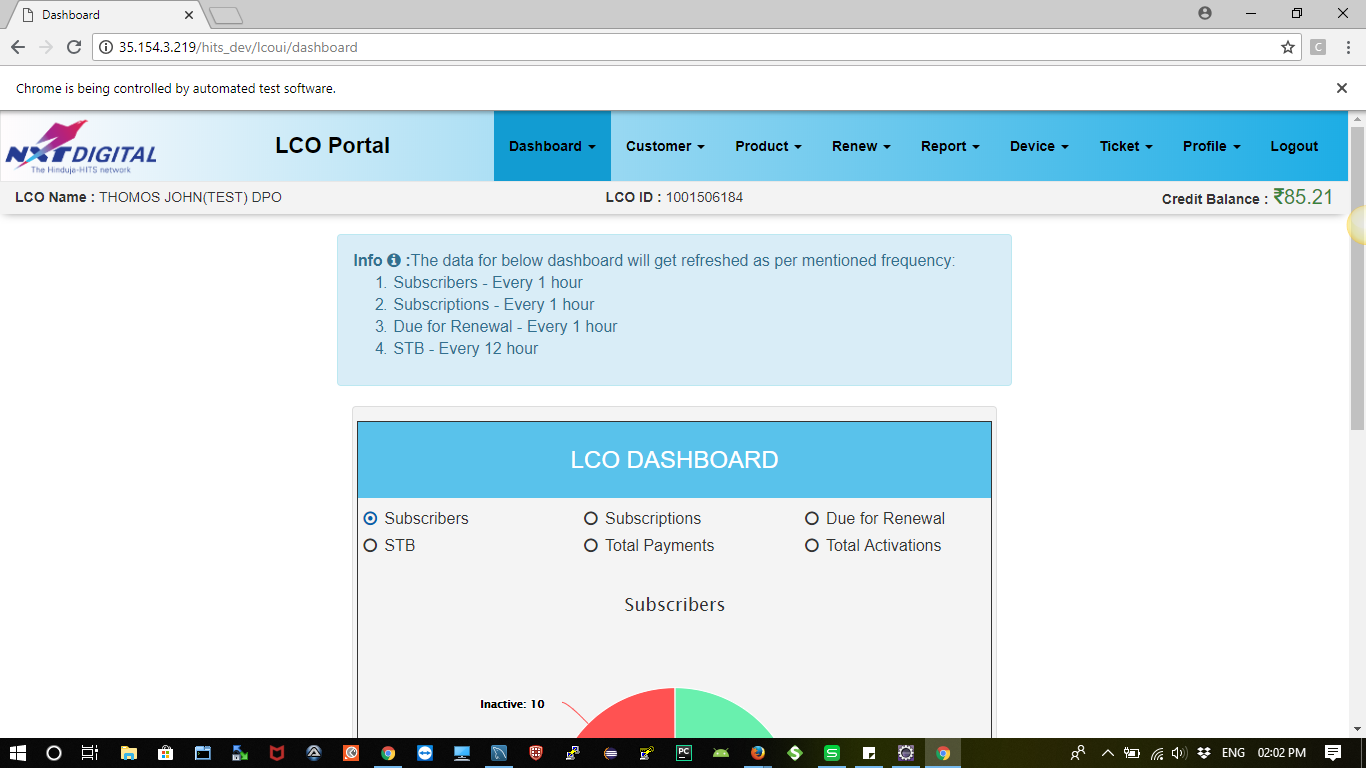 Dashboard
35.154.3.219/hits_dev/lcoui/dashboard
C
Chrome is being controlled by automated test software.
NXT DIGITAL
The Hinduja-HITS network
LCO Portal
Dashboard Customer Product Renew Report Device Ticket Profile Logout
LCO Name : THOMOS JOHN(TEST) DPO LCO ID : 1001506184 Credit Balance : ₹85.21
Info :The data for below dashboard will get refreshed as per mentioned frequency:
1. Subscribers - Every 1 hour
2. Subscriptions - Every 1 hour
3. Due for Renewal - Every 1 hour
4. STB - Every 12 hour
LCO DASHBOARD
Subscribers Subscriptions Due for Renewal
STB Total Payments Total Activations
Subscribers
Inactive: 10
PC
ENG 02:02 PM